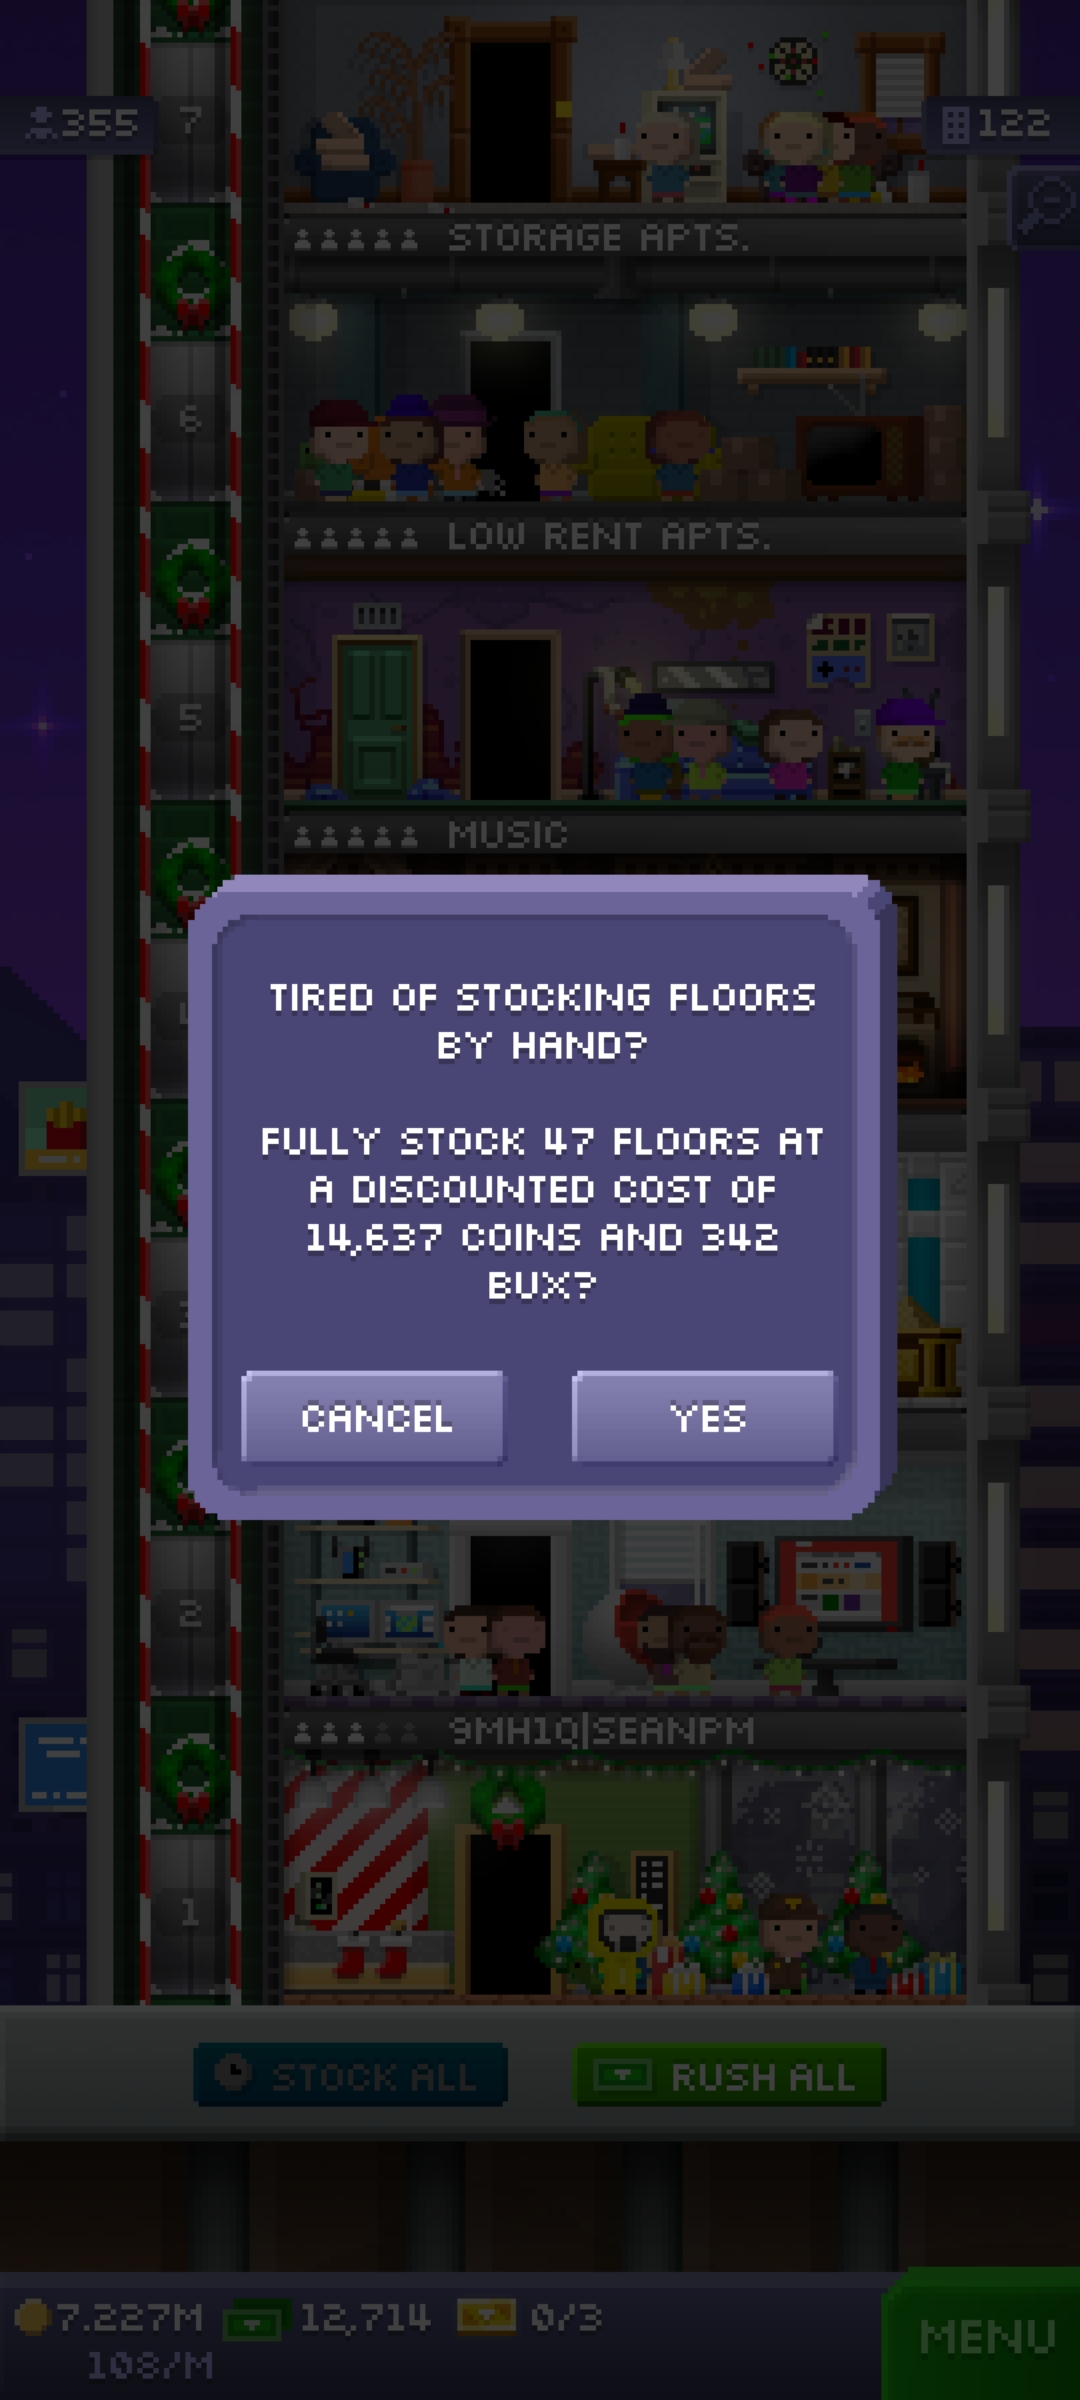 7
355
122
STORAGE APTS.
6
LOW RENT APTS.
5
MUSIC
TIRED OF STOCKING FLOORS
BY HAND?
FULLY STOCK 47 FLOORS AT
A DISCOUNTED COST OF
14,637 COINS AND 342
BUX?
CANCEL
YES
2
9MH1Q|SEANPM
1
STOCK ALL
RUSH ALL
7.227M
12,714
0/3
108/M
MENU